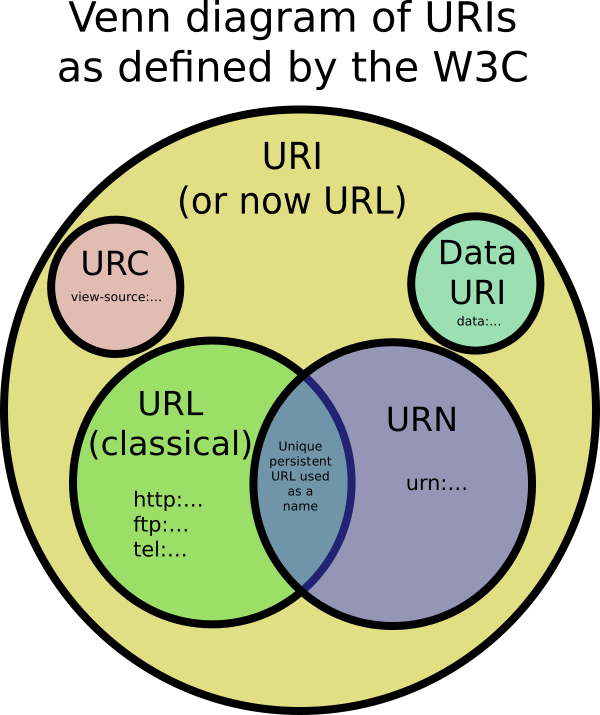 Venn diagram of URIs
as defined by the W3C
URI
(or now URL)
URC
view-source:...
Data
URI
data:...
URL
(classical)
http:...
ftp:...
tel:...
Unique
persistent
URL used
as a
name
URN
urn:...